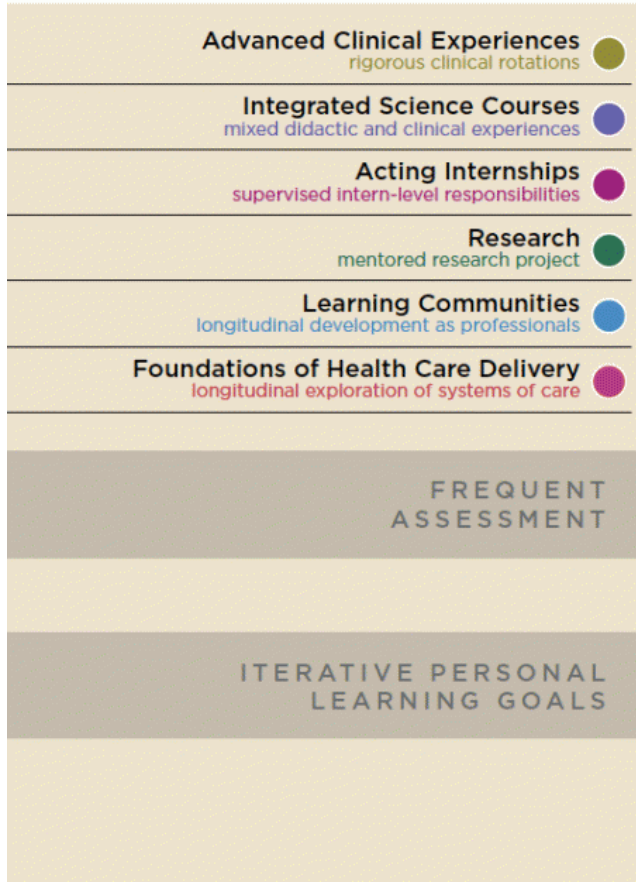 Advanced Clinical Experiences
rigorous clinical rotations
Integrated Science Courses
mixed didactic and clinical experiences
Acting Internships
supervised intern-level responsibilities
Research
mentored research project
Learning Communities
longitudinal development as professionals
Foundations of Health Care Delivery
longitudinal exploration of systems of care
FREQUENT
ASSESSMENT
ITERATIVE PERSONAL
LEARNING GOALS